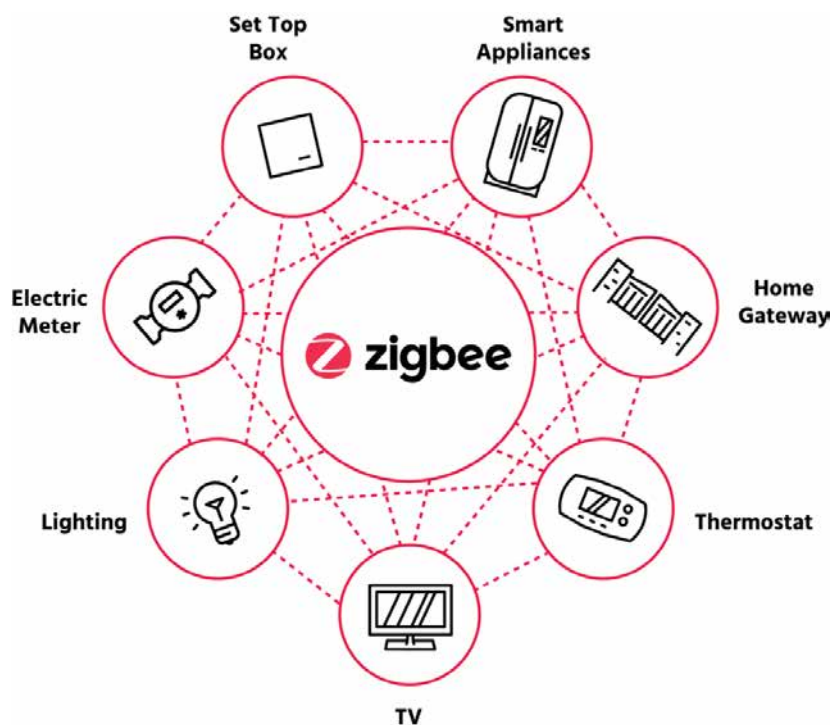 Set Top
Box
Smart
Appliances
Electric
Meter
zigbee
Home
Gateway
Lighting
Thermostat
TV